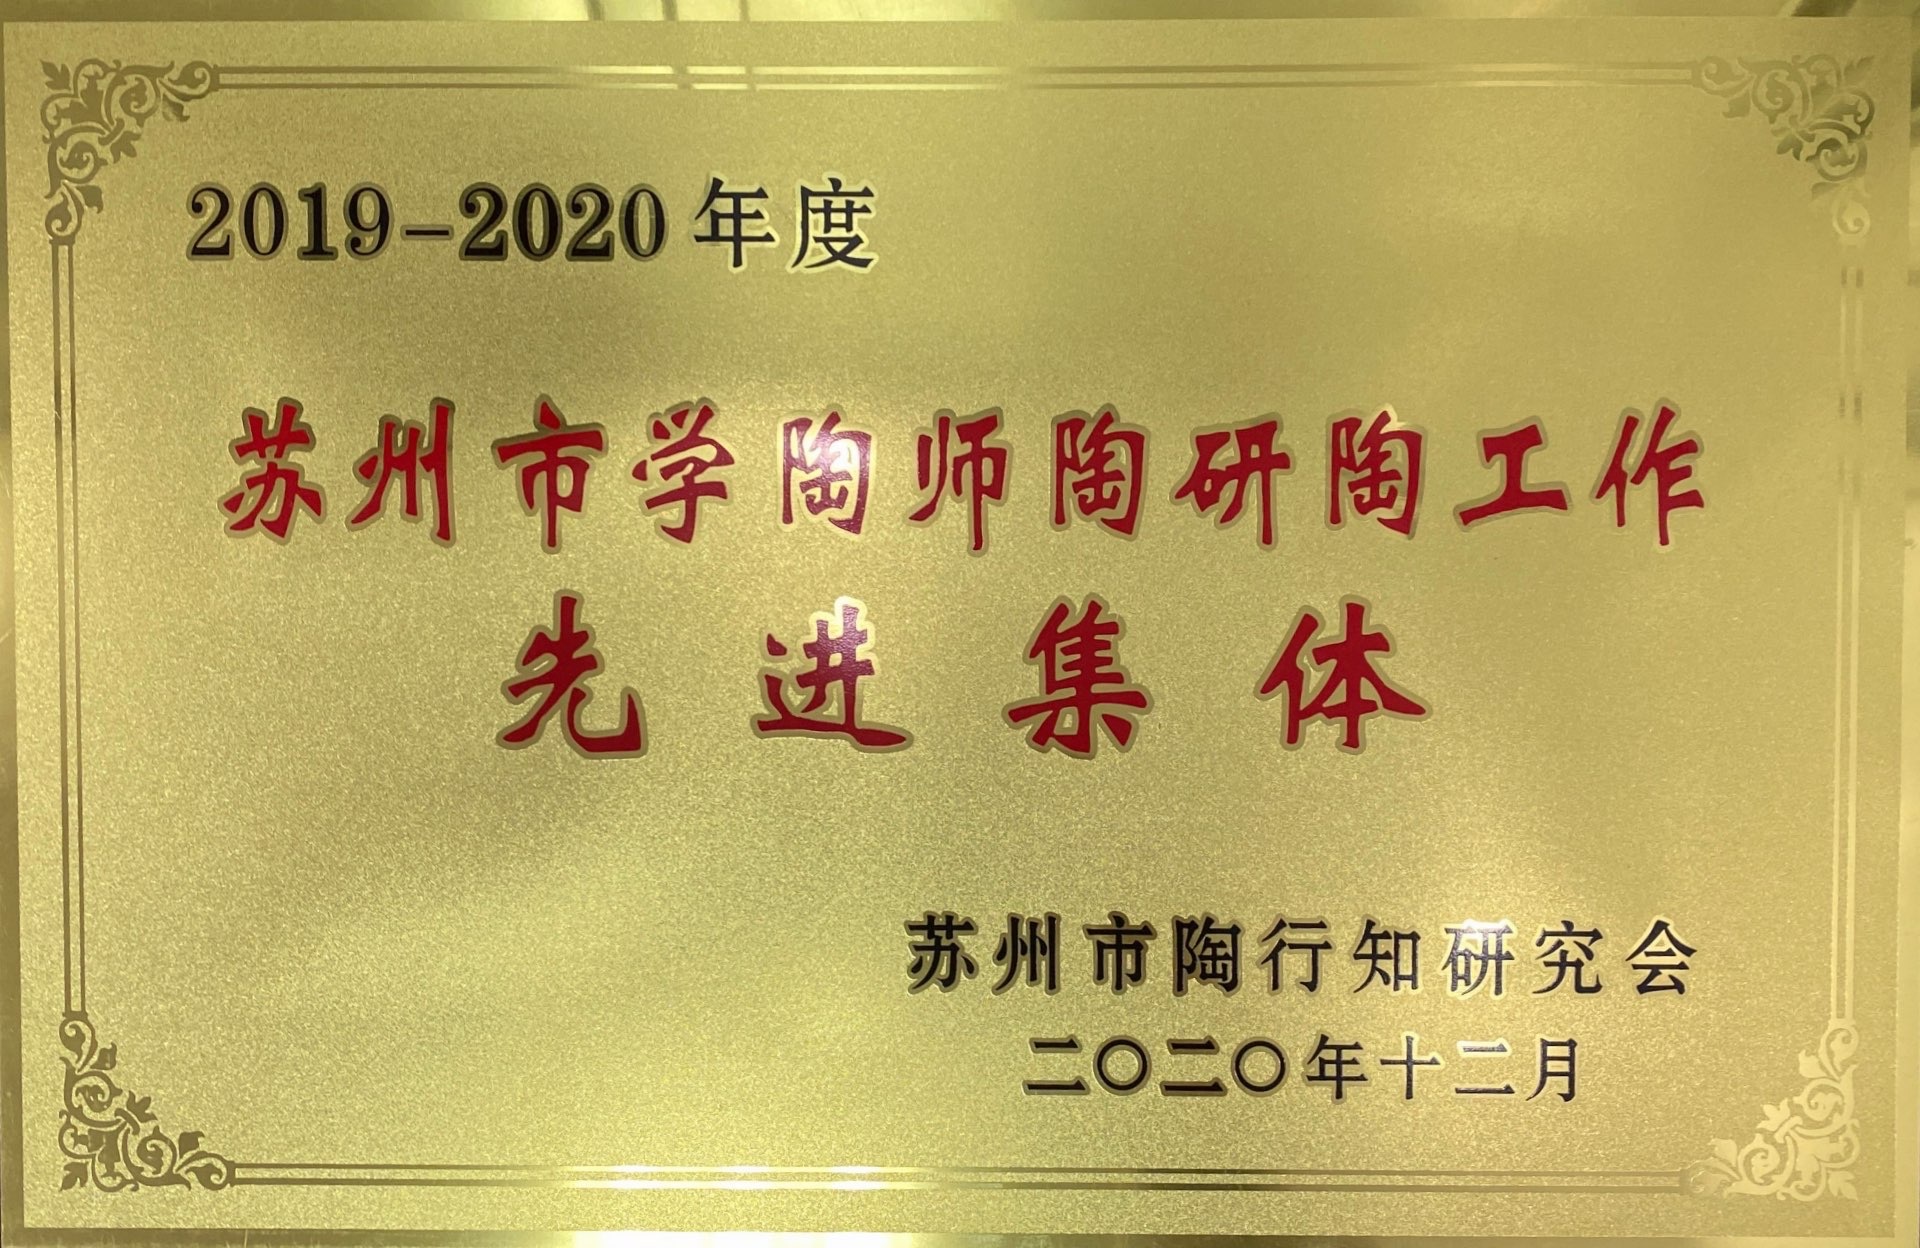 2019-2020年度
苏州市学陶师陶研陶工作
先进集体
苏州市陶行知研究会
二〇二〇年十二月